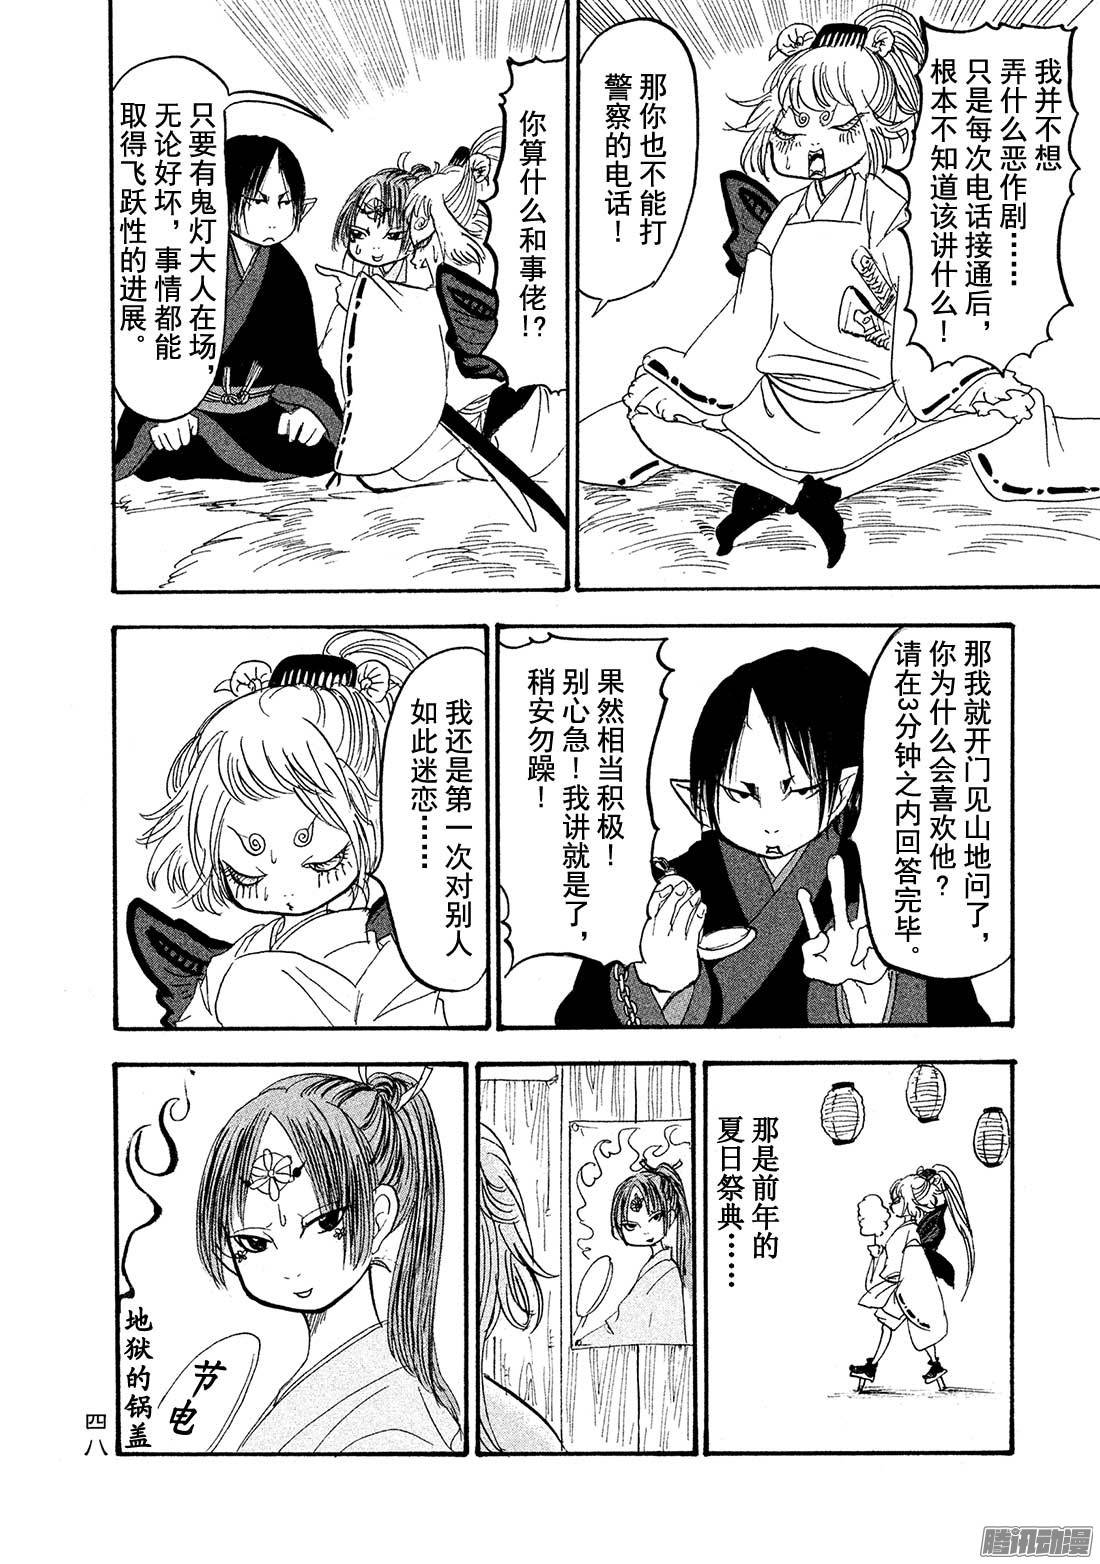 我并不想
弄什么恶作剧……
只是每次电话接通后，
根本不知道该讲什么！
那你也不能打
警察的电话！
你算什么和事佬!?
只要有鬼灯大人在场，
无论好坏，事情都能
取得飞跃性的进展。
那我就开门见山地问了，
你为什么会喜欢他？
请在3分钟之内回答完毕。
果然相当积极！
别心急！我讲就是了，
稍安勿躁！
我还是第一次对别人
如此迷恋……
那是前年的
夏日祭典……
节电
地狱的锅盖
四八
腾讯动漫